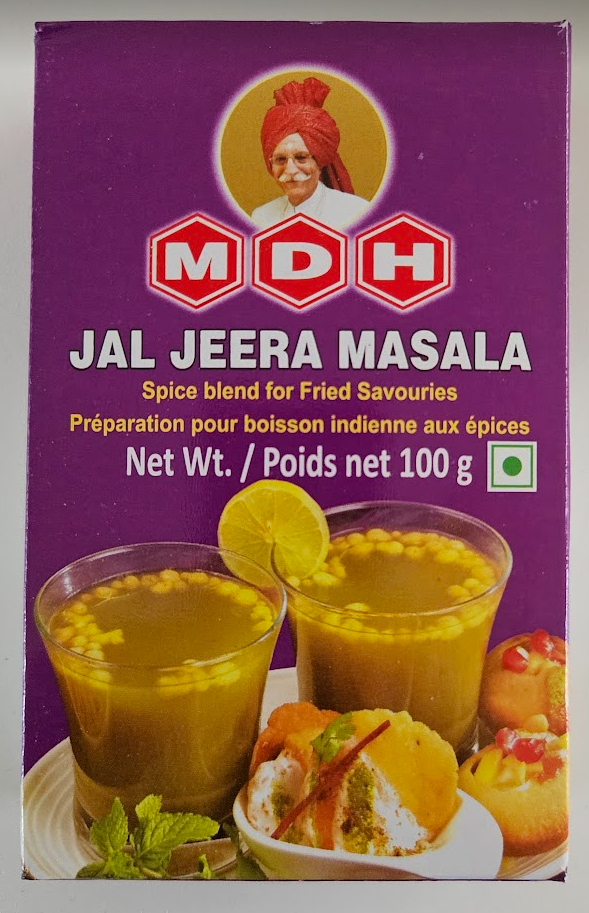 MDH
JAL JEERA MASALA
Spice blend for Fried Savouries
Préparation pour boisson indienne aux épices
Net Wt. / Poids net 100 g